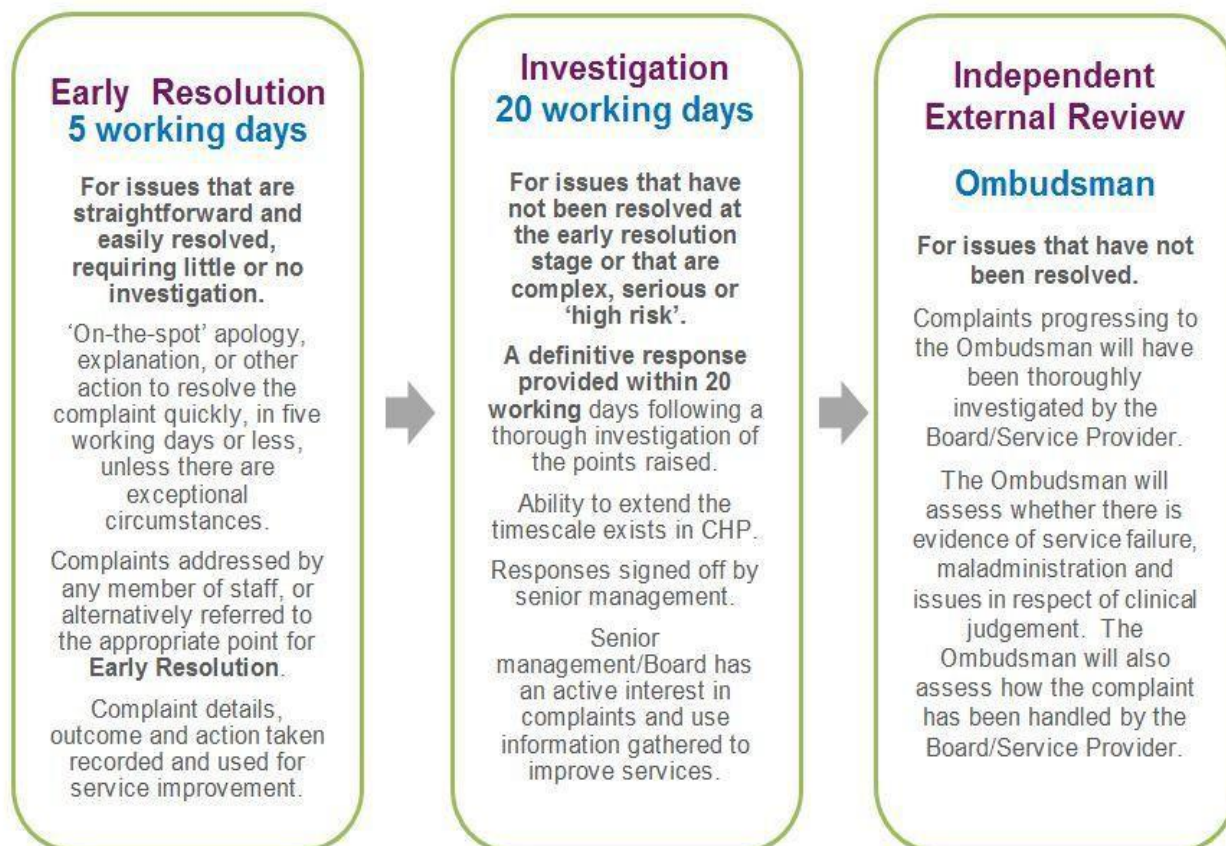 Early Resolution
5 working days
For issues that are
straightforward and
easily resolved,
requiring little or no
investigation.
‘On-the-spot’ apology,
explanation, or other
action to resolve the
complaint quickly, in five
working days or less,
unless there are
exceptional
circumstances.
Complaints addressed by
any member of staff, or
alternatively referred to
the appropriate point for
Early Resolution.
Complaint details,
outcome and action taken
recorded and used for
service improvement.
Investigation
20 working days
For issues that have
not been resolved at
the early resolution
stage or that are
complex, serious or
‘high risk’.
A definitive response
provided within 20
working days following a
thorough investigation of
the points raised.
Ability to extend the
timescale exists in CHP.
Responses signed off by
senior management.
Senior
management/Board has
an active interest in
complaints and use
information gathered to
improve services.
Independent
External Review
Ombudsman
For issues that have not
been resolved.
Complaints progressing to
the Ombudsman will have
been thoroughly
investigated by the
Board/Service Provider.
The Ombudsman will
assess whether there is
evidence of service failure,
maladministration and
issues in respect of clinical
judgement. The
Ombudsman will also
assess how the complaint
has been handled by the
Board/Service Provider.